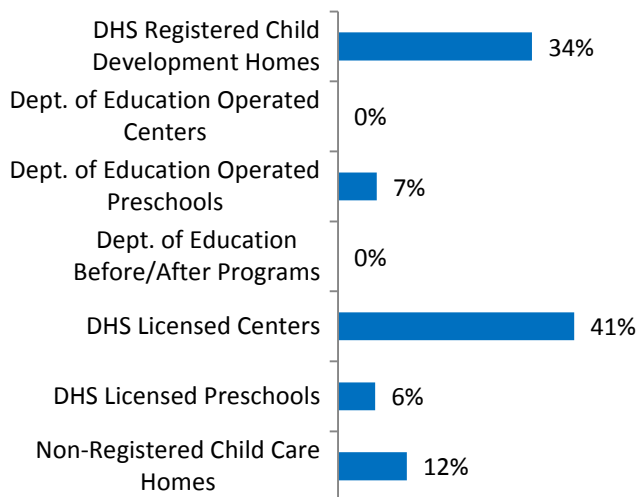 DHS Registered Child
Development Homes
34%
Dept. of Education Operated
Centers
0%
Dept. of Education Operated
Preschools
7%
Dept. of Education
Before/After Programs
0%
DHS Licensed Centers
41%
DHS Licensed Preschools
6%
Non-Registered Child Care
Homes
12%